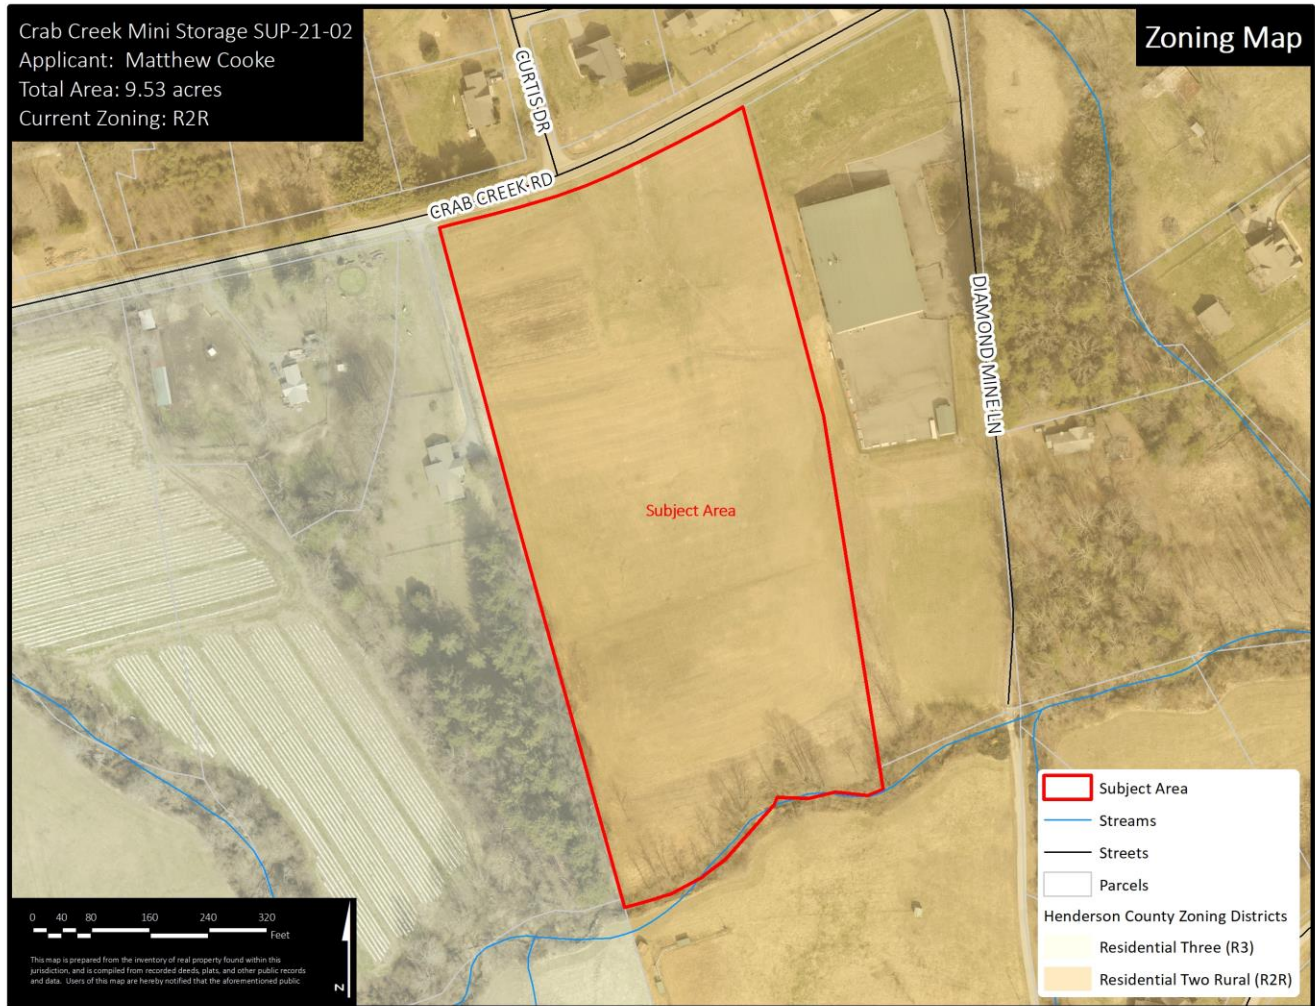 Crab Creek Mini Storage SUP-21-02
Applicant: Matthew Cooke
Total Area: 9.53 acres
Current Zoning: R2R
Zoning Map
CURTIS DR
CRAB CREEK RD
DIAMOND MINE LN
Subject Area
Subject Area
Streams
Streets
Parcels
Henderson County Zoning Districts
Residential Three (R3)
Residential Two Rural (R2R)
0 40 80 160 240 320
Feet
This map is prepared from the inventory of real property found within this
jurisdiction, and is compiled from recorded deeds, plats, and other public records
and data. Users of this map are hereby notified that the aforementioned public
N